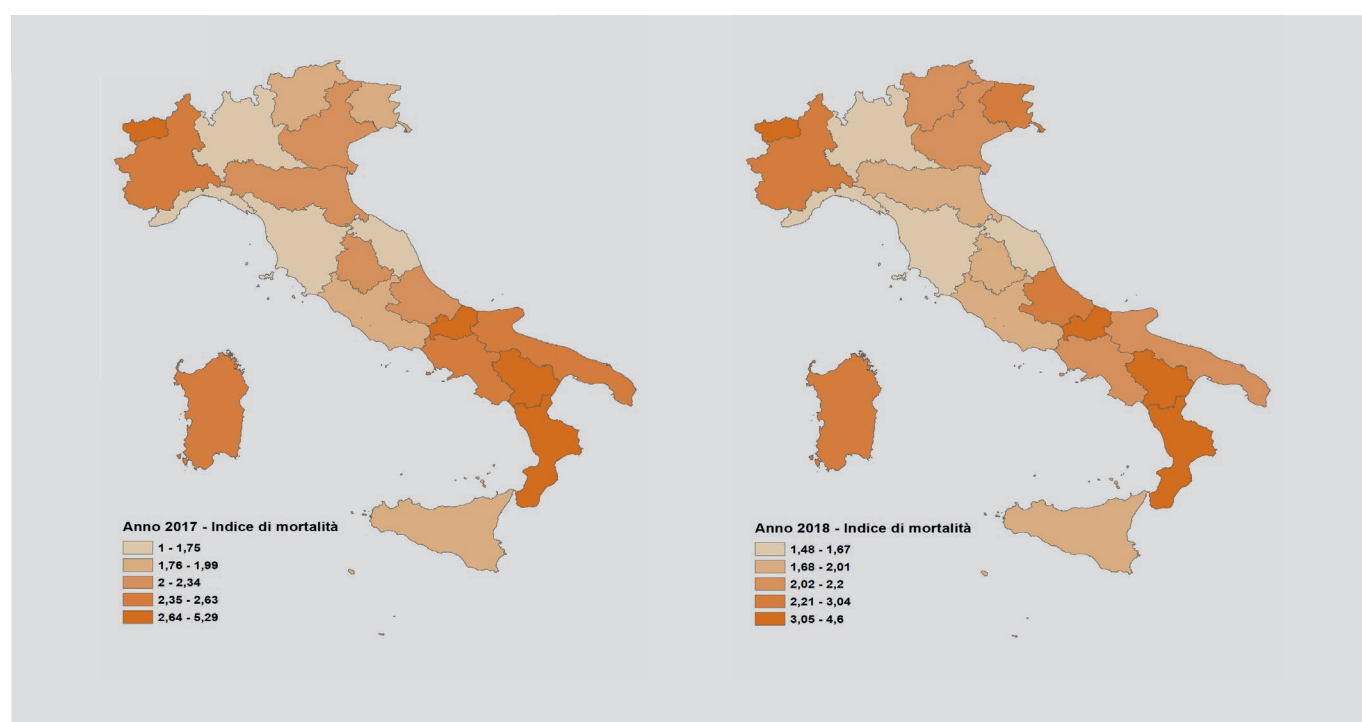 Anno 2017 - Indice di mortalità
1 - 1,75
1,76 - 1,99
2 - 2,34
2,35 - 2,63
2,64 - 5,29
Anno 2018 - Indice di mortalità
1,48 - 1,67
1,68 - 2,01
2,02 - 2,2
2,21 - 3,04
3,05 - 4,6